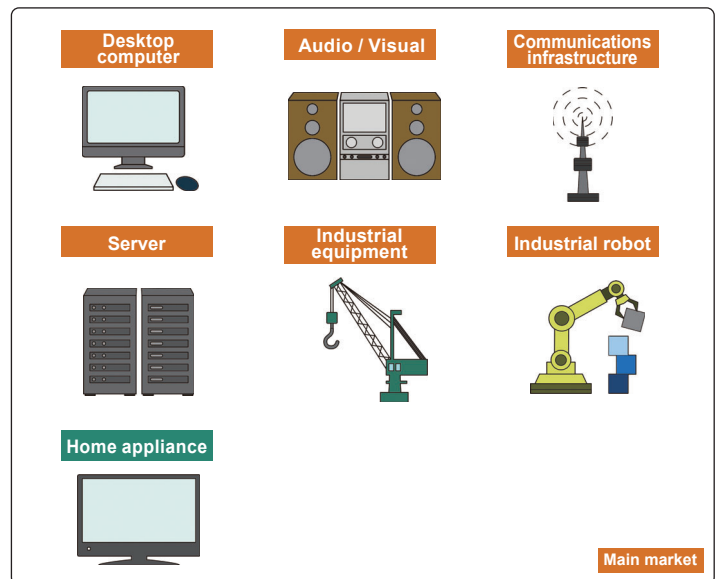 Desktop
computer
Audio / Visual
Communications
infrastructure
Server
Industrial
equipment
Industrial robot
Home appliance
Main market